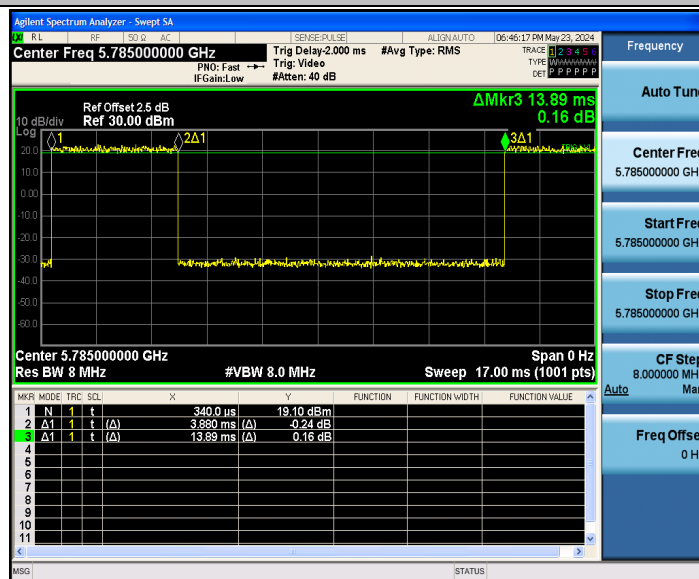 Agilent Spectrum Analyzer - Swept SA
LXI RL RF 50 Ω AC SENSE:PULSE ALIGNAUTO 06:46:17 PM May 23, 2024
Center Freq 5.785000000 GHz
PNO: Fast
IFGain:Low
Trig Delay-2.000 ms
Trig: Video
#Atten: 40 dB
#Avg Type: RMS
TRACE 1 2 3 4 5 6
TYPE W
DET P P P P P P
Ref Offset 2.5 dB
Ref 30.00 dBm
10 dB/div
Log
ΔMkr3 13.89 ms
0.16 dB
1
2Δ1
3Δ1
20.0
10.0
0.00
-10.0
-20.0
-30.0
-40.0
-50.0
-60.0
Center 5.785000000 GHz
Span 0 Hz
Res BW 8 MHz
#VBW 8.0 MHz
Sweep 17.00 ms (1001 pts)
MKR MODE TRC SCL X Y FUNCTION FUNCTION WIDTH FUNCTION VALUE
1 N 1 t 340.0 µs 19.10 dBm
2 Δ1 1 t (Δ) 3.880 ms (Δ) -0.24 dB
3 Δ1 1 t (Δ) 13.89 ms (Δ) 0.16 dB
4
5
6
7
8
9
10
11
MSG
STATUS
Frequency
Auto Tun
Center Fre
5.785000000 GH
Start Fre
5.785000000 GH
Stop Fre
5.785000000 GH
CF Step
8.000000 MH
Auto Ma
Freq Offse
0 H